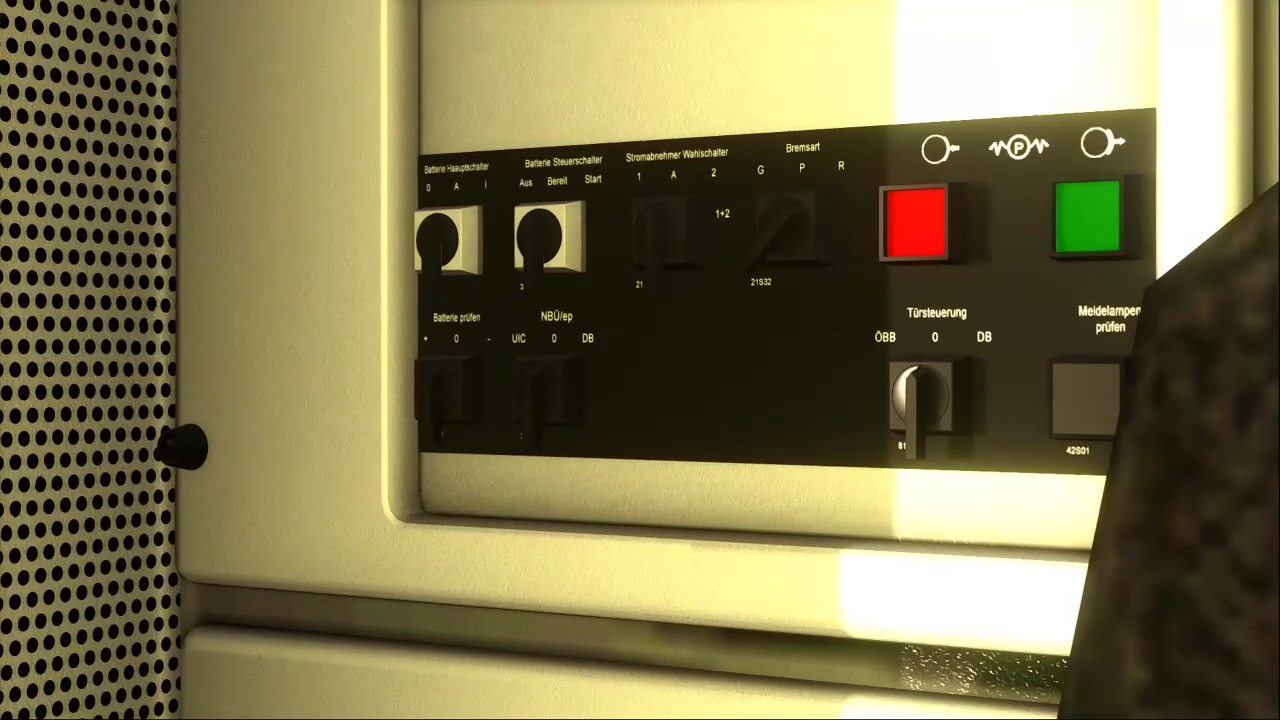 Batterie Haauptschalter
0 A I
Batterie Steuerschalter
Aus Bereit Start
3
Stromabnehmer Wahlschalter
1 A 2
1+2
21
Bremsart
G P R
21S32
P
Batterie prüfen
+ 0 -
NBÜ/ep
UIC 0 DB
Türsteuerung
ÖBB 0 DB
81
Meldelampen
prüfen
42S01